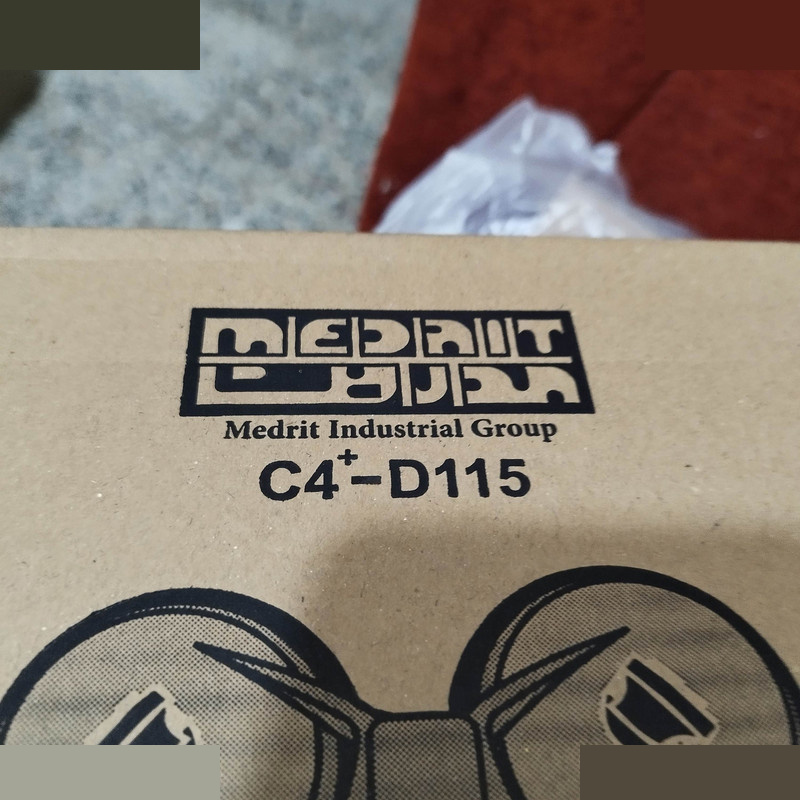 MEDRIT
Medrit Industrial Group
C4⁺-D115